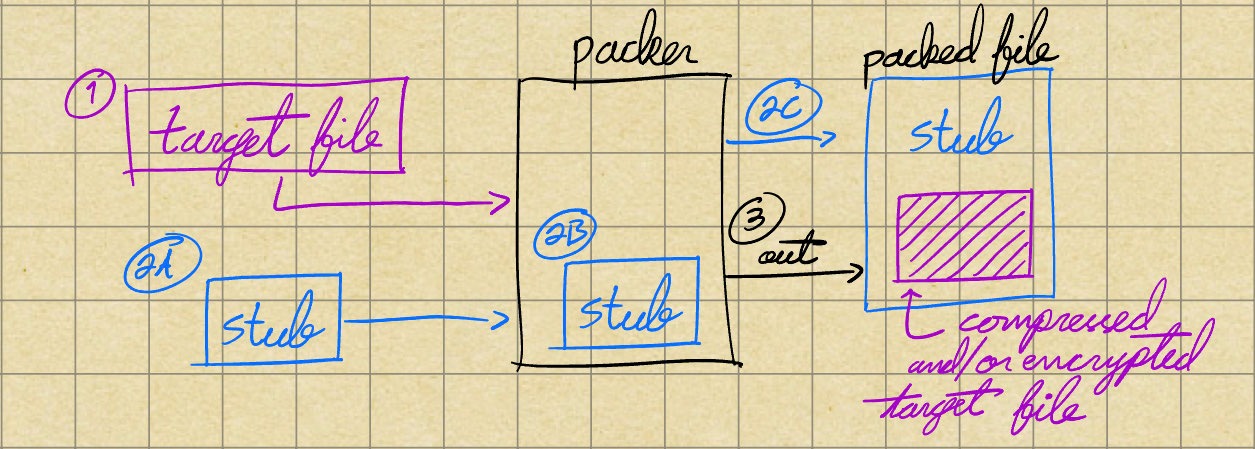 packer
packed file
1
target file
2C
stub
2A
stub
2B
stub
3
out
compressed
and/or encrypted
target file